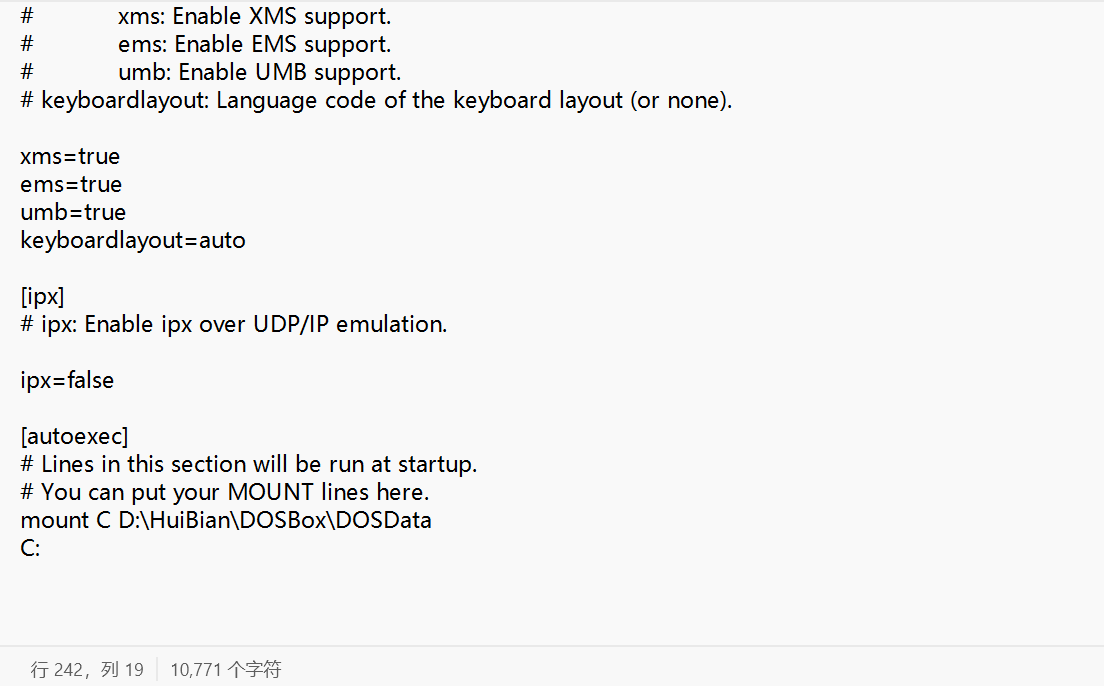 #             xms: Enable XMS support.
#             ems: Enable EMS support.
#             umb: Enable UMB support.
# keyboardlayout: Language code of the keyboard layout (or none).
xms=true
ems=true
umb=true
keyboardlayout=auto
[ipx]
# ipx: Enable ipx over UDP/IP emulation.
ipx=false
[autoexec]
# Lines in this section will be run at startup.
# You can put your MOUNT lines here.
mount C D:\HuiBian\DOSBox\DOSData
C:
行 242，列 19 10,771 个字符